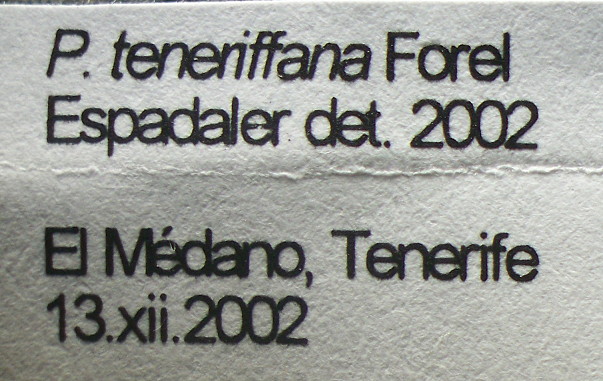 P. teneriffana Forel
Espadaler det. 2002
El Médano, Tenerife
13.xii.2002